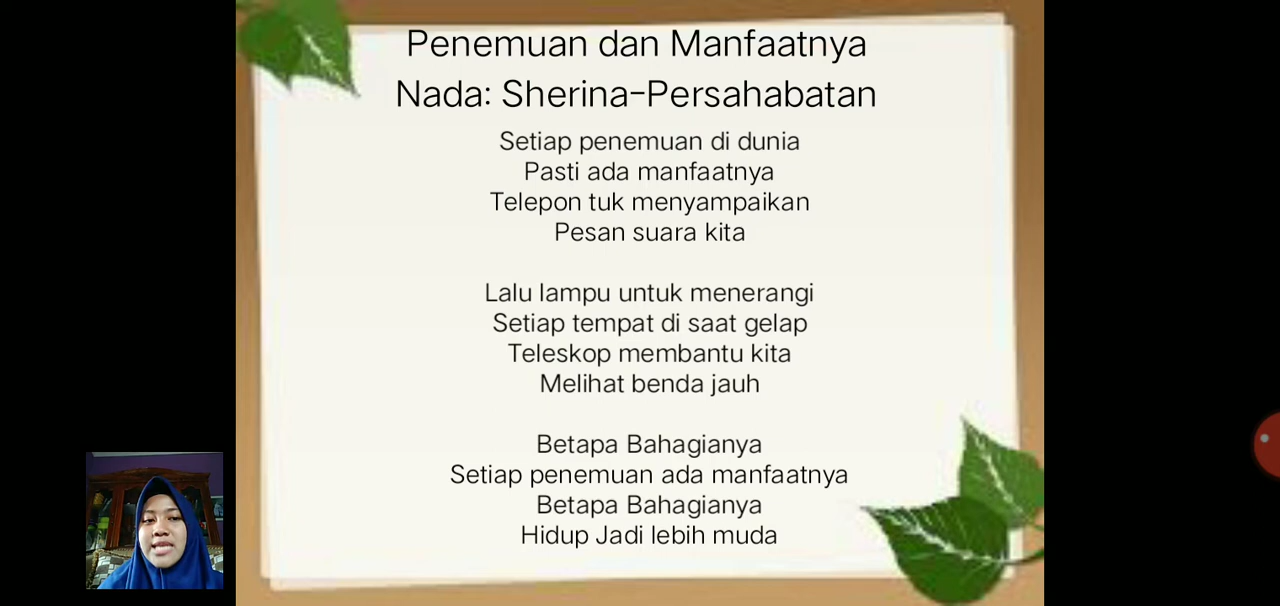 Penemuan dan Manfaatnya
Nada: Sherina-Persahabatan
Setiap penemuan di dunia
Pasti ada manfaatnya
Telepon tuk menyampaikan
Pesan suara kita
Lalu lampu untuk menerangi
Setiap tempat di saat gelap
Teleskop membantu kita
Melihat benda jauh
Betapa Bahagianya
Setiap penemuan ada manfaatnya
Betapa Bahagianya
Hidup Jadi lebih muda